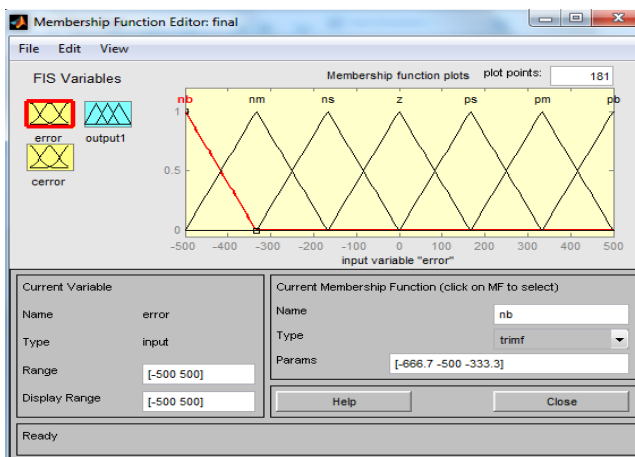 Membership Function Editor: final
File Edit View
FIS Variables
error
output1
cerror
Membership function plots
plot points:
181
nb nm ns z ps pm pb
1
0.5
0
-500 -400 -300 -200 -100 0 100 200 300 400 500
input variable "error"
Current Variable
Name error
Type input
Range [-500 500]
Display Range [-500 500]
Current Membership Function (click on MF to select)
Name nb
Type trimf
Params [-666.7 -500 -333.3]
Help Close
Ready